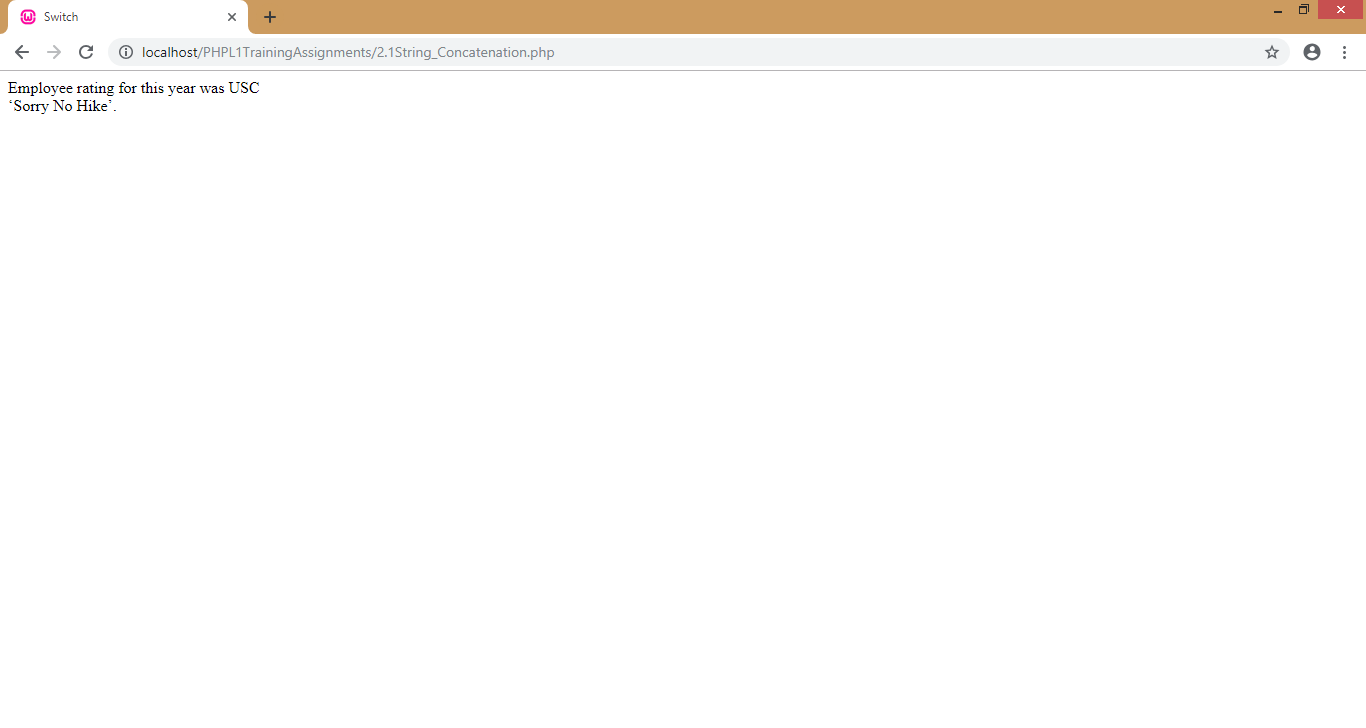 Switch
localhost/PHPL1TrainingAssignments/2.1String_Concatenation.php
Employee rating for this year was USC
‘Sorry No Hike’.